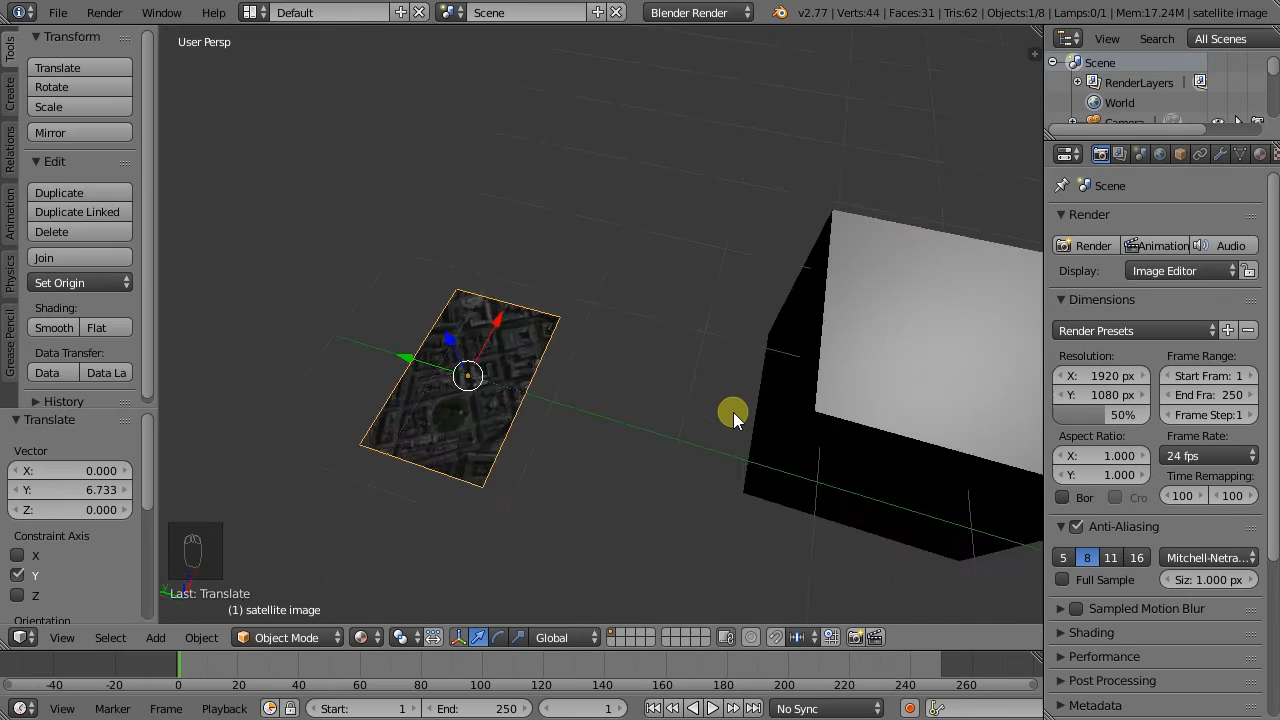 File Render Window Help Default Scene Blender Render v2.77 | Verts:44 | Faces:31 | Tris:62 | Objects:1/8 | Lamps:0/1 | Mem:17.24M | satellite image
Tools
Create
Relations
Animation
Physics
Grease Pencil
Transform
Translate
Rotate
Scale
Mirror
Edit
Duplicate
Duplicate Linked
Delete
Join
Set Origin
Shading:
Smooth Flat
Data Transfer:
Data Data La
History
Translate
Vector
X: 0.000
Y: 6.733
Z: 0.000
Constraint Axis
X
Y
Z
Orientation
User Persp
Last: Translate
(1) satellite image
View Select Add Object Object Mode Global
View Search All Scenes
Scene
RenderLayers
World
Camera
Scene
Render
Render Animation Audio
Display: Image Editor
Dimensions
Render Presets
Resolution: Frame Range:
X: 1920 px Start Fram: 1
Y: 1080 px End Fra: 250
50% Frame Step:1
Aspect Ratio: Frame Rate:
X: 1.000 24 fps
Y: 1.000 Time Remapping:
Bor Cro 100 100
Anti-Aliasing
5 8 11 16 Mitchell-Netra...
Full Sample Siz: 1.000 px
Sampled Motion Blur
Shading
Performance
Post Processing
Metadata
-40 -20 0 20 40 60 80 100 120 140 160 180 200 220 240 260
View Marker Frame Playback Start: 1 End: 250 1 No Sync